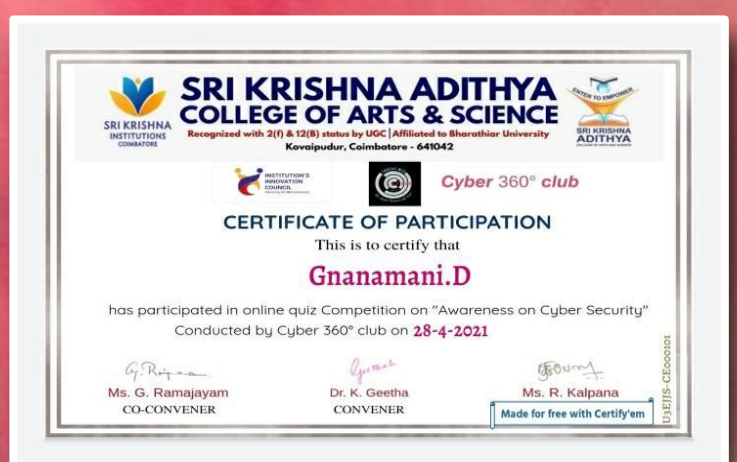 SRI KRISHNA ADITHYA
COLLEGE OF ARTS & SCIENCE
Recognized with 2(f) & 12(B) status by UGC | Affiliated to Bharathiar University
Kovaipudur, Coimbatore - 641042
SRI KRISHNA
INSTITUTIONS
COIMBATORE
ENTER TO EMPOWER
SRI KRISHNA
ADITHYA
INSTITUTION'S
INNOVATION
COUNCIL
Cyber 360° club
CERTIFICATE OF PARTICIPATION
This is to certify that
Gnanamani.D
has participated in online quiz Competition on "Awareness on Cyber Security"
Conducted by Cyber 360° club on 28-4-2021
Ms. G. Ramajayam
CO-CONVENER
Dr. K. Geetha
CONVENER
Ms. R. Kalpana
Made for free with Certify'em
U3EJJS-CE000101